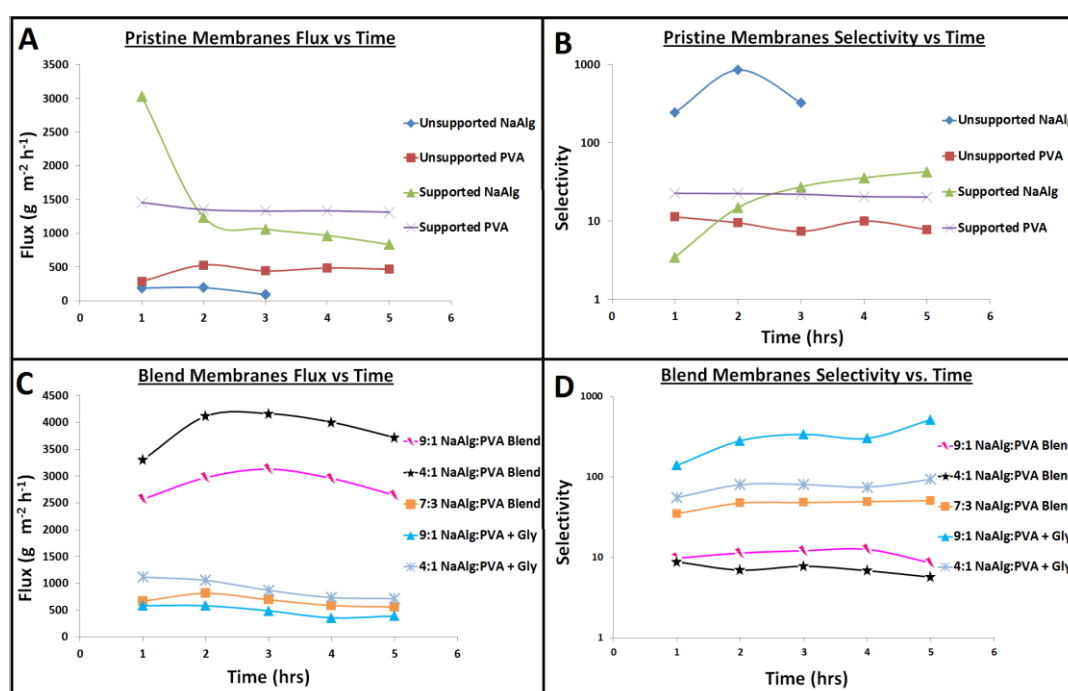 A
Pristine Membranes Flux vs Time
Flux (g m-2 h-1)
3500
3000
2500
2000
1500
1000
500
0
0 1 2 3 4 5 6
Unsupported NaAlg
Unsupported PVA
Supported NaAlg
Supported PVA
B
Pristine Membranes Selectivity vs Time
Selectivity
1000
100
10
1
0 1 2 3 4 5 6
Time (hrs)
Unsupported NaAlg
Unsupported PVA
Supported NaAlg
Supported PVA
C
Blend Membranes Flux vs Time
Flux (g m-2 h-1)
4500
4000
3500
3000
2500
2000
1500
1000
500
0
0 1 2 3 4 5 6
Time (hrs)
9:1 NaAlg:PVA Blend
4:1 NaAlg:PVA Blend
7:3 NaAlg:PVA Blend
9:1 NaAlg:PVA + Gly
4:1 NaAlg:PVA + Gly
D
Blend Membranes Selectivity vs. Time
Selectivity
1000
100
10
1
0 1 2 3 4 5 6
Time (hrs)
9:1 NaAlg:PVA Blend
4:1 NaAlg:PVA Blend
7:3 NaAlg:PVA Blend
9:1 NaAlg:PVA + Gly
4:1 NaAlg:PVA + Gly